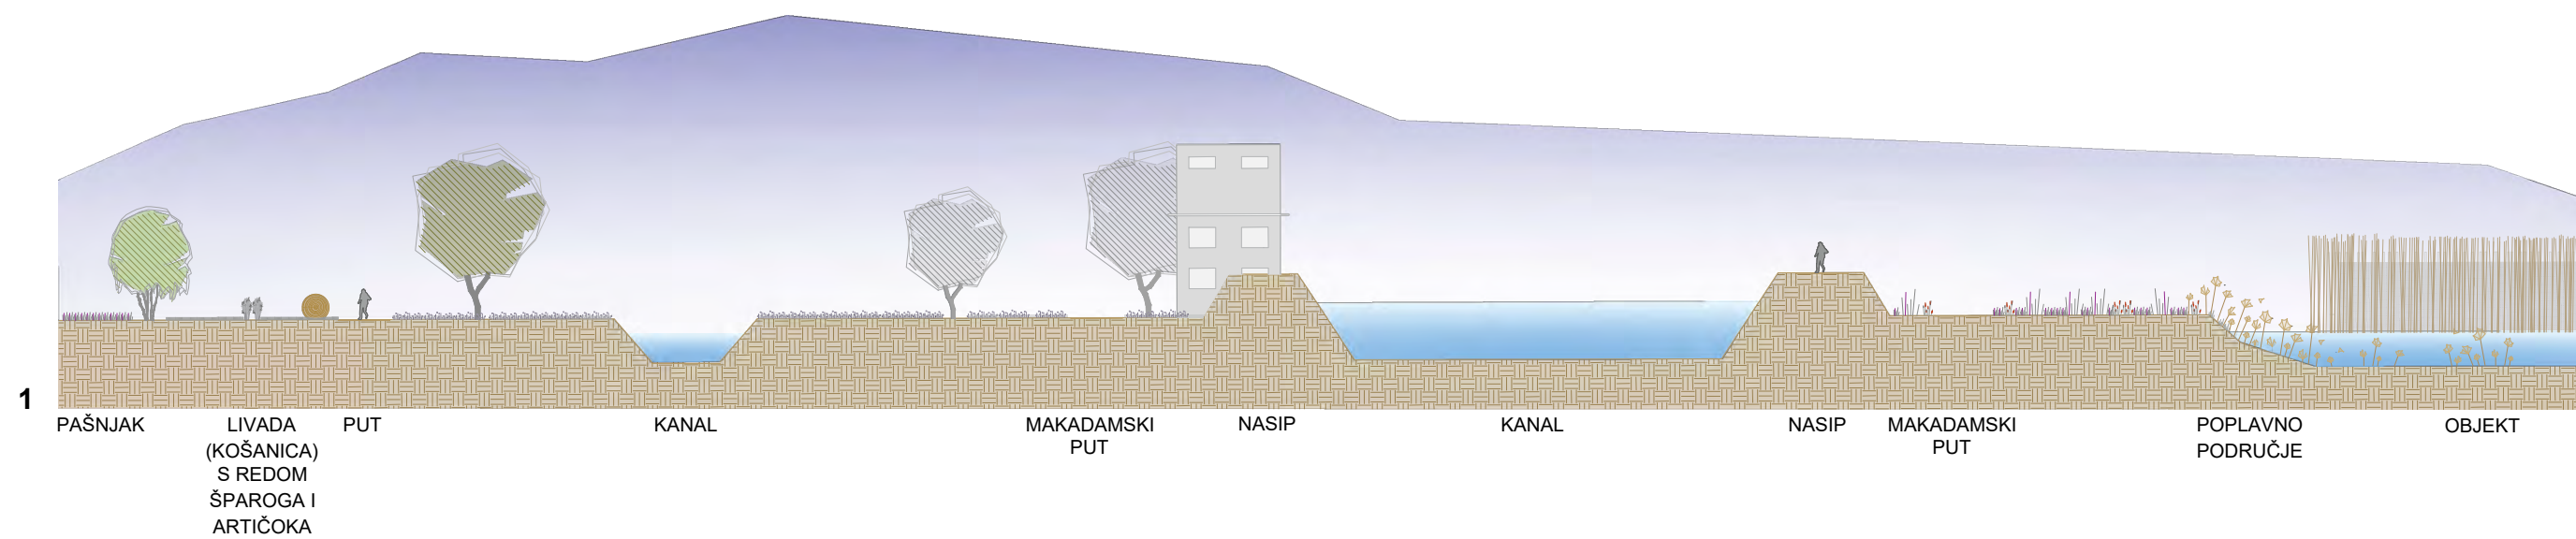 1
PAŠNJAK
LIVADA
(KOŠANICA)
S REDOM
ŠPAROGA I
ARTIČOKA
PUT
KANAL
MAKADAMSKI
PUT
NASIP
KANAL
NASIP
MAKADAMSKI
PUT
POPLAVNO
PODRUČJE
OBJEKT